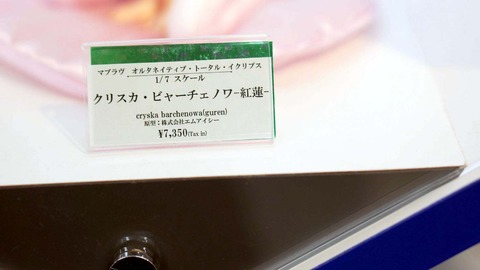 マブラヴ オルタネイティブ・トータル・イクリプス
1/7 スケール
クリスカ・ビャーチェノワ-紅蓮-
cryska barchenowa(guren)
原型:株式会社エムアイシー
¥7,350(Tax in)